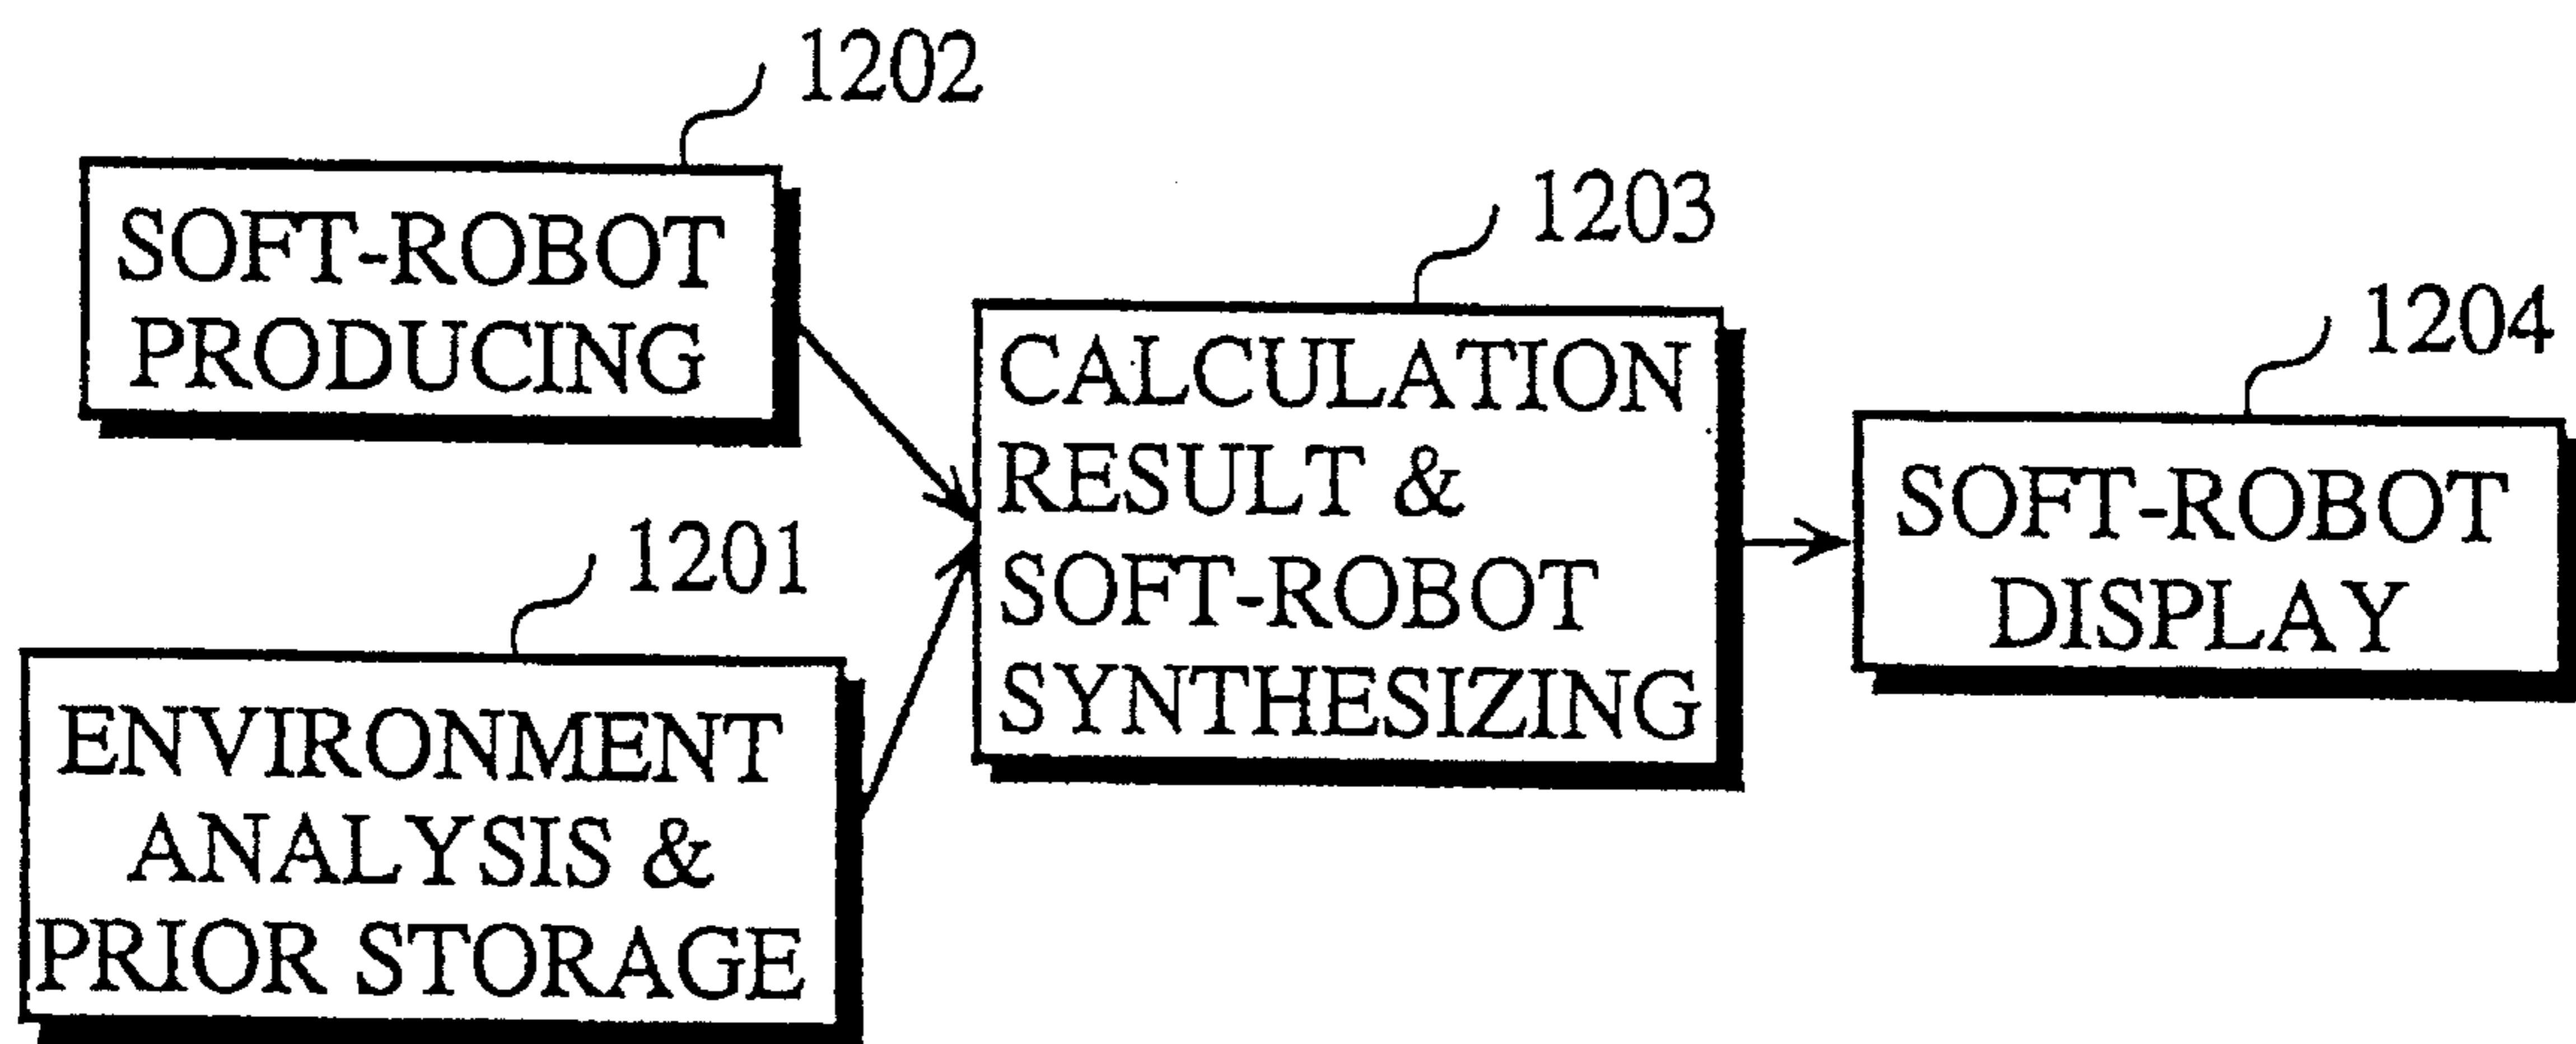 1202
SOFT-ROBOT
PRODUCING
1201
ENVIRONMENT
ANALYSIS &
PRIOR STORAGE
1203
CALCULATION
RESULT &
SOFT-ROBOT
SYNTHESIZING
1204
SOFT-ROBOT
DISPLAY